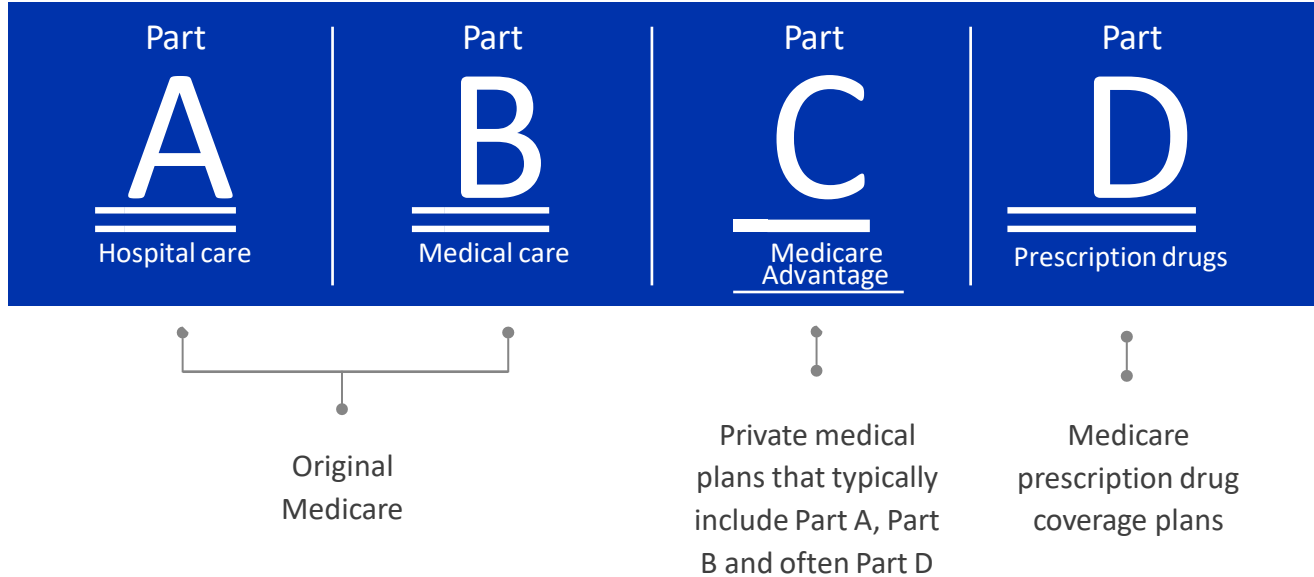 Part
A
Hospital care
Part
B
Medical care
Part
C
Medicare
Advantage
Part
D
Prescription drugs
Original
Medicare
Private medical
plans that typically
include Part A, Part
B and often Part D
Medicare
prescription drug
coverage plans